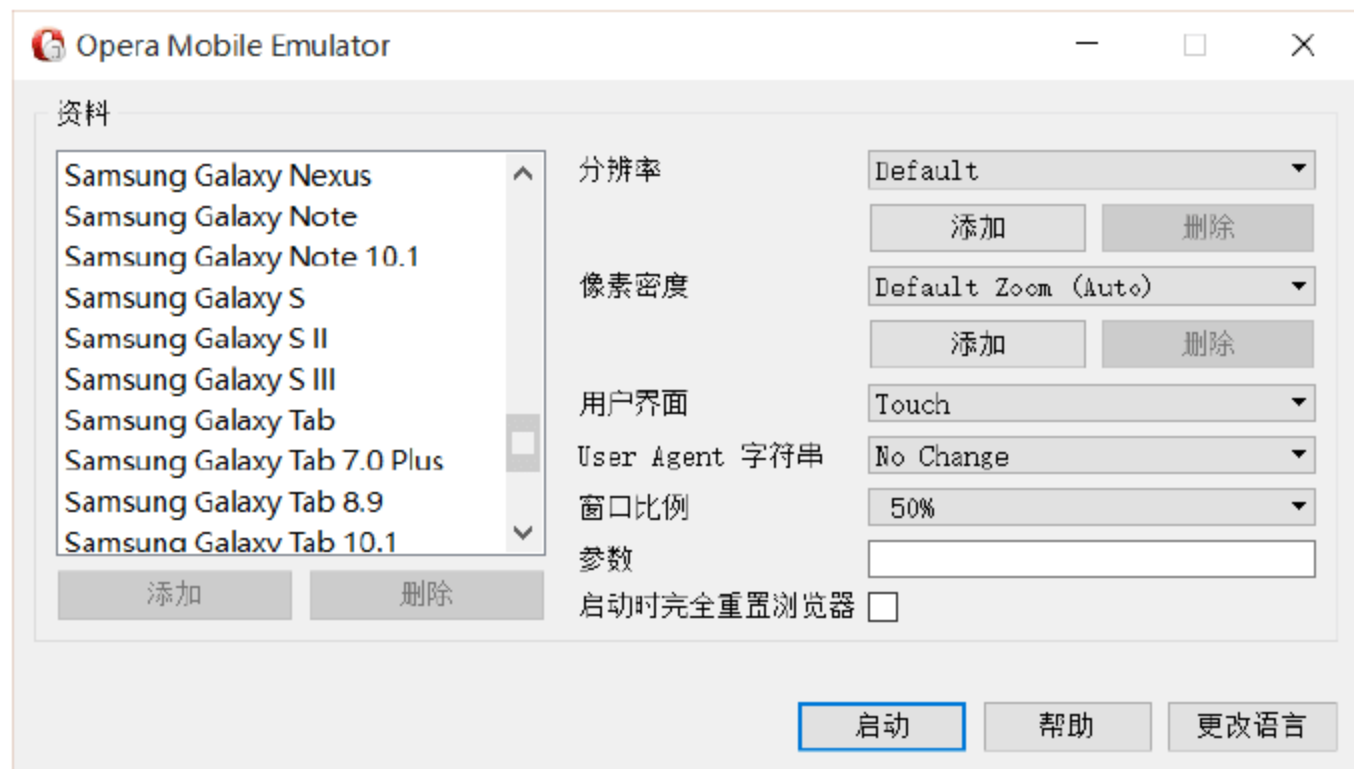 Opera Mobile Emulator
资料
Samsung Galaxy Nexus
Samsung Galaxy Note
Samsung Galaxy Note 10.1
Samsung Galaxy S
Samsung Galaxy S II
Samsung Galaxy S III
Samsung Galaxy Tab
Samsung Galaxy Tab 7.0 Plus
Samsung Galaxy Tab 8.9
Samsung Galaxy Tab 10.1
添加 删除
分辨率 Default
添加 删除
像素密度 Default Zoom (Auto)
添加 删除
用户界面 Touch
User Agent 字符串 No Change
窗口比例 50%
参数
启动时完全重置浏览器
启动 帮助 更改语言